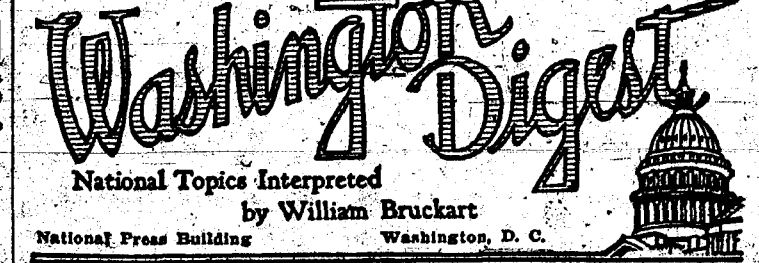 Washington
Digest
National Topics Interpreted
by William Bruckart
National Press Building Washington, D. C.